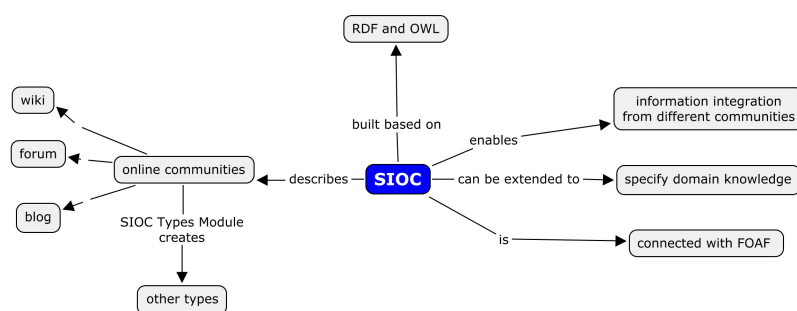 RDF and OWL
wiki
information integration
from different communities
built based on
enables
forum
online communities
describes
SIOC
can be extended to
specify domain knowledge
blog
SIOC Types Module
creates
is
connected with FOAF
other types